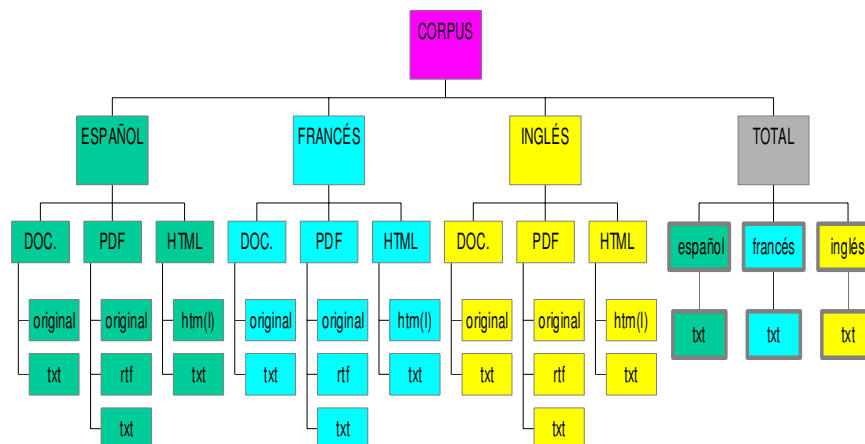 CORPUS
ESPAÑOL FRANCÉS INGLÉS TOTAL
DOC. PDF HTML DOC. PDF HTML DOC. PDF HTML español francés inglés
original original htm(l) original original htm(l) original original htm(l) txt txt txt
txt rtf txt txt rtf txt txt rtf txt
txt txt txt